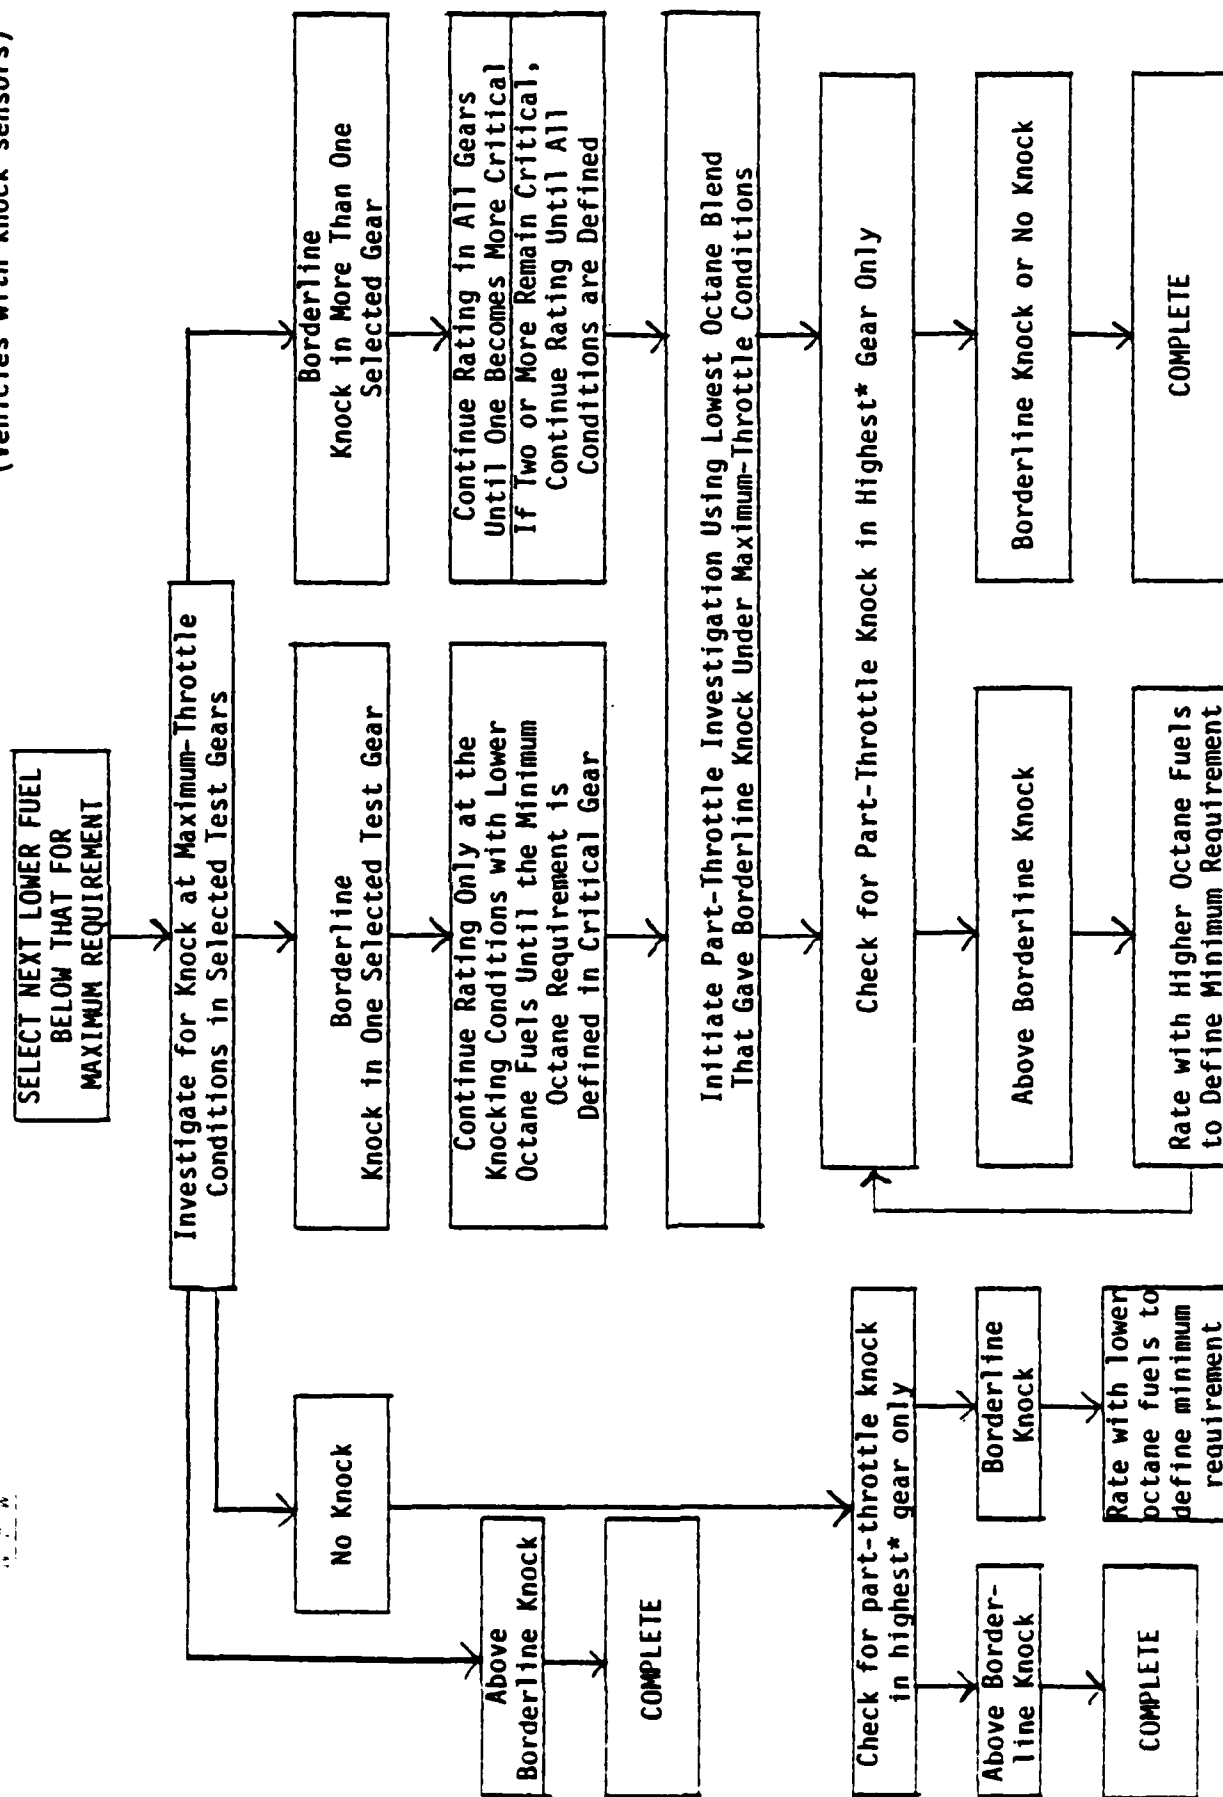 (Vehicles with knock sensors)
SELECT NEXT LOWER FUEL
BELOW THAT FOR
MAXIMUM REQUIREMENT
Investigate for Knock at Maximum-Throttle
Conditions in Selected Test Gears
Above
Borderline Knock
COMPLETE
No Knock
Borderline
Knock in One Selected Test Gear
Borderline
Knock in More Than One
Selected Gear
Continue Rating Only at the
Knocking Conditions with Lower
Octane Fuels Until the Minimum
Octane Requirement is
Defined in Critical Gear
Continue Rating in All Gears
Until One Becomes More Critical
If Two or More Remain Critical,
Continue Rating Until All
Conditions are Defined
Initiate Part-Throttle Investigation Using Lowest Octane Blend
That Gave Borderline Knock Under Maximum-Throttle Conditions
Check for part-throttle knock
in highest* gear only
Check for Part-Throttle Knock in Highest* Gear Only
Above Border-
line Knock
Borderline
Knock
Above Borderline Knock
Borderline Knock or No Knock
COMPLETE
Rate with lower
octane fuels to
define minimum
requirement
Rate with Higher Octane Fuels
to Define Minimum Requirement
COMPLETE